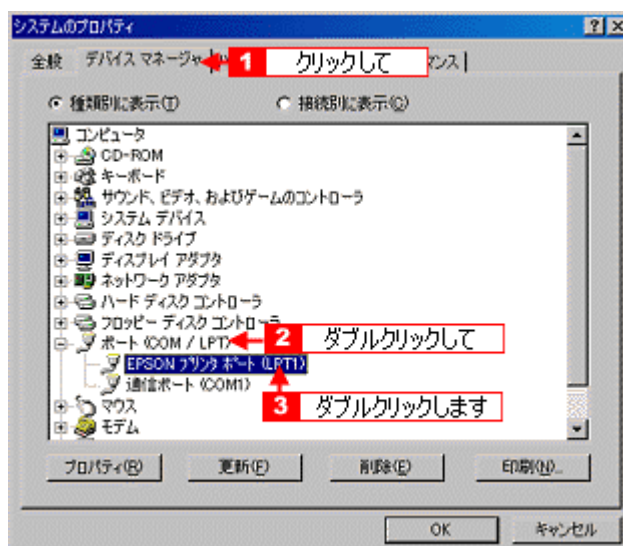 システムのプロパティ
全般 デバイス マネージャ 1 クリックして
種類別に表示(T) 接続別に表示(C)
コンピュータ
CD-ROM
キーボード
サウンド、ビデオ、およびゲームのコントローラ
システム デバイス
ディスク ドライブ
ディスプレイ アダプタ
ネットワーク アダプタ
ハード ディスク コントローラ
フロッピー ディスク コントローラ
ポート (COM / LPT) 2 ダブルクリックして
EPSON プリンタ ポート (LPT1)
通信ポート (COM1)
3 ダブルクリックします
マウス
モデム
プロパティ(R) 更新(F) 削除(E) 印刷(N)...
OK キャンセル